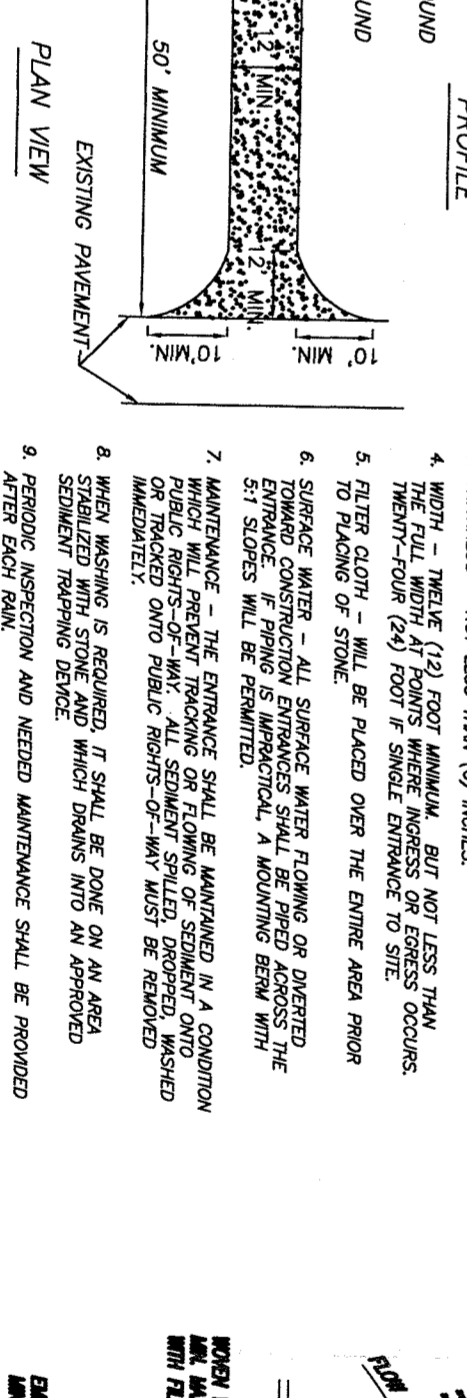 UND
UND
PROFILE
12' MIN.
12' MIN.
10' MIN.
10' MIN.
50' MINIMUM
EXISTING PAVEMENT
PLAN VIEW
4. WIDTH – TWELVE (12) FOOT MINIMUM. BUT NOT LESS THAN
THE FULL WIDTH AT POINTS WHERE INGRESS OR EGRESS OCCURS.
TWENTY–FOUR (24) FOOT IF SINGLE ENTRANCE TO SITE.
5. FILTER CLOTH – WILL BE PLACED OVER THE ENTIRE AREA PRIOR
TO PLACING OF STONE.
6. SURFACE WATER – ALL SURFACE WATER FLOWING OR DIVERTED
TOWARD CONSTRUCTION ENTRANCES SHALL BE PIPED ACROSS THE
ENTRANCE. IF PIPING IS IMPRACTICAL, A MOUNTING BERM WITH
5:1 SLOPES WILL BE PERMITTED.
7. MAINTENANCE – THE ENTRANCE SHALL BE MAINTAINED IN A CONDITION
WHICH WILL PREVENT TRACKING OR FLOWING OF SEDIMENT ONTO
PUBLIC RIGHTS–OF–WAY. ALL SEDIMENT SPILLED, DROPPED, WASHED
OR TRACKED ONTO PUBLIC RIGHTS–OF–WAY MUST BE REMOVED
IMMEDIATELY.
8. WHEN WASHING IS REQUIRED, IT SHALL BE DONE ON AN AREA
STABILIZED WITH STONE AND WHICH DRAINS INTO AN APPROVED
SEDIMENT TRAPPING DEVICE.
9. PERIODIC INSPECTION AND NEEDED MAINTENANCE SHALL BE PROVIDED
AFTER EACH RAIN.
FLOW
WOVEN
WITH FIL